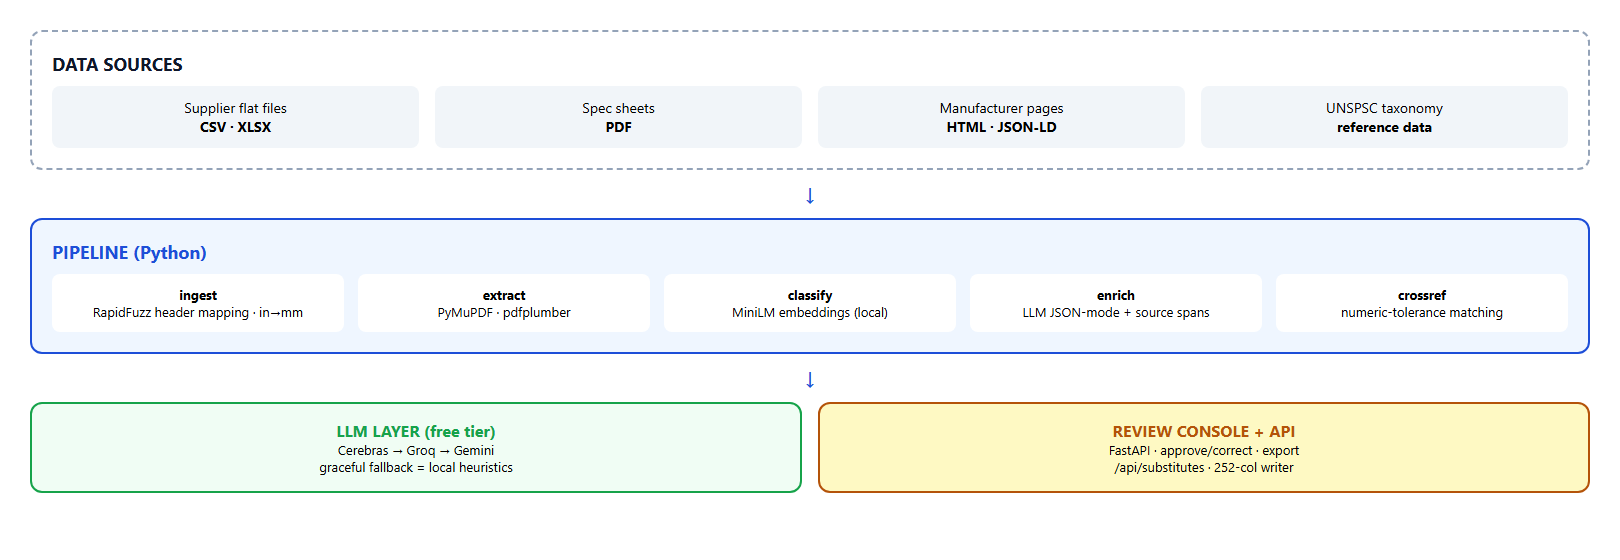 DATA SOURCES
Supplier flat files
CSV · XLSX
Spec sheets
PDF
Manufacturer pages
HTML · JSON-LD
UNSPSC taxonomy
reference data
↓
PIPELINE (Python)
ingest
RapidFuzz header mapping · in→mm
extract
PyMuPDF · pdfplumber
classify
MiniLM embeddings (local)
enrich
LLM JSON-mode + source spans
crossref
numeric-tolerance matching
↓
LLM LAYER (free tier)
Cerebras → Groq → Gemini
graceful fallback = local heuristics
REVIEW CONSOLE + API
FastAPI · approve/correct · export
/api/substitutes · 252-col writer